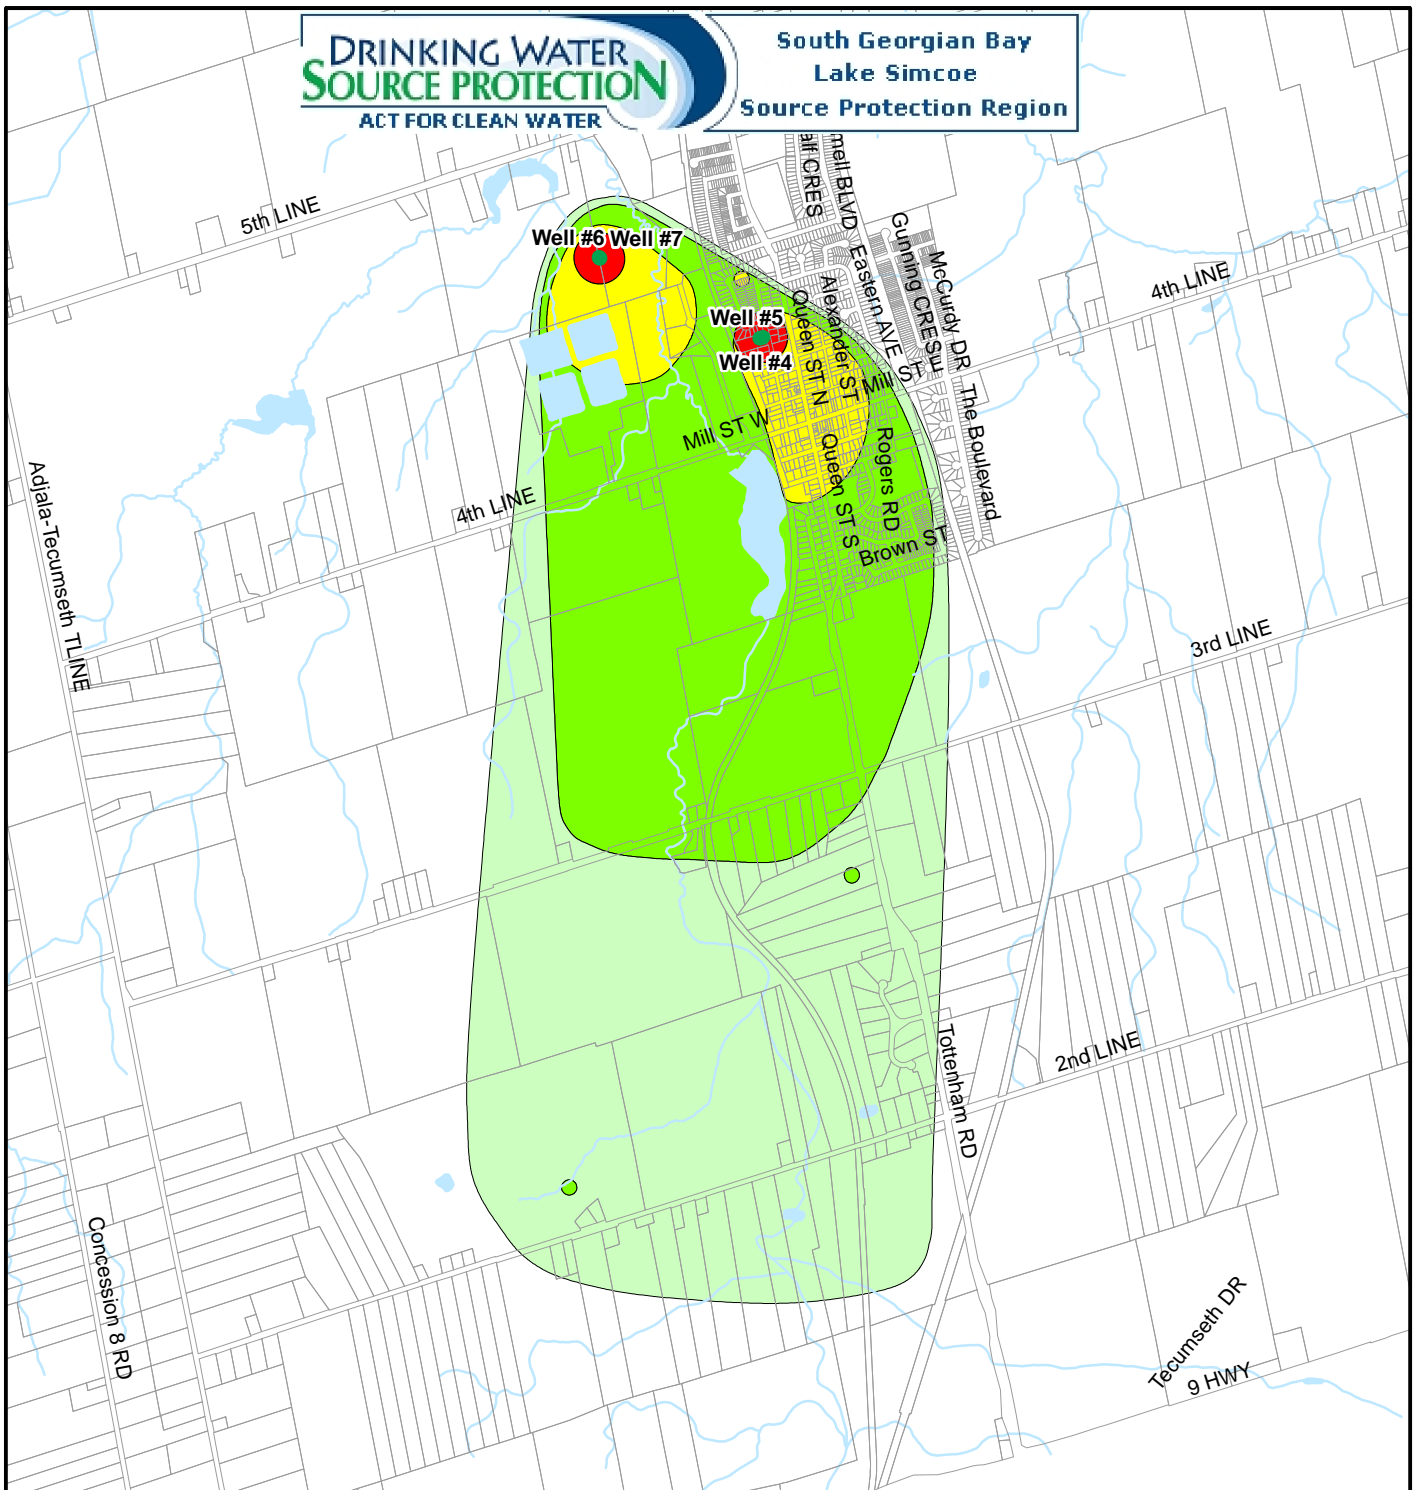 DRINKING WATER
SOURCE PROTECTION
ACT FOR CLEAN WATER
South Georgian Bay
Lake Simcoe
Source Protection Region
5th LINE
Well #6
Well #7
BLVD
CRES
Gunning CRES
McCurdy DR
Eastern AVE
4th LINE
Well #5
Well #4
Queen ST N
Alexander ST
Mill ST E
Mill ST W
The Boulevard
Queen ST S
Rogers RD
Brown ST
4th LINE
Adjala-Tecumseth TLINE
3rd LINE
2nd LINE
Tottenham RD
Concession 8 RD
Tecumseth DR
9 HWY